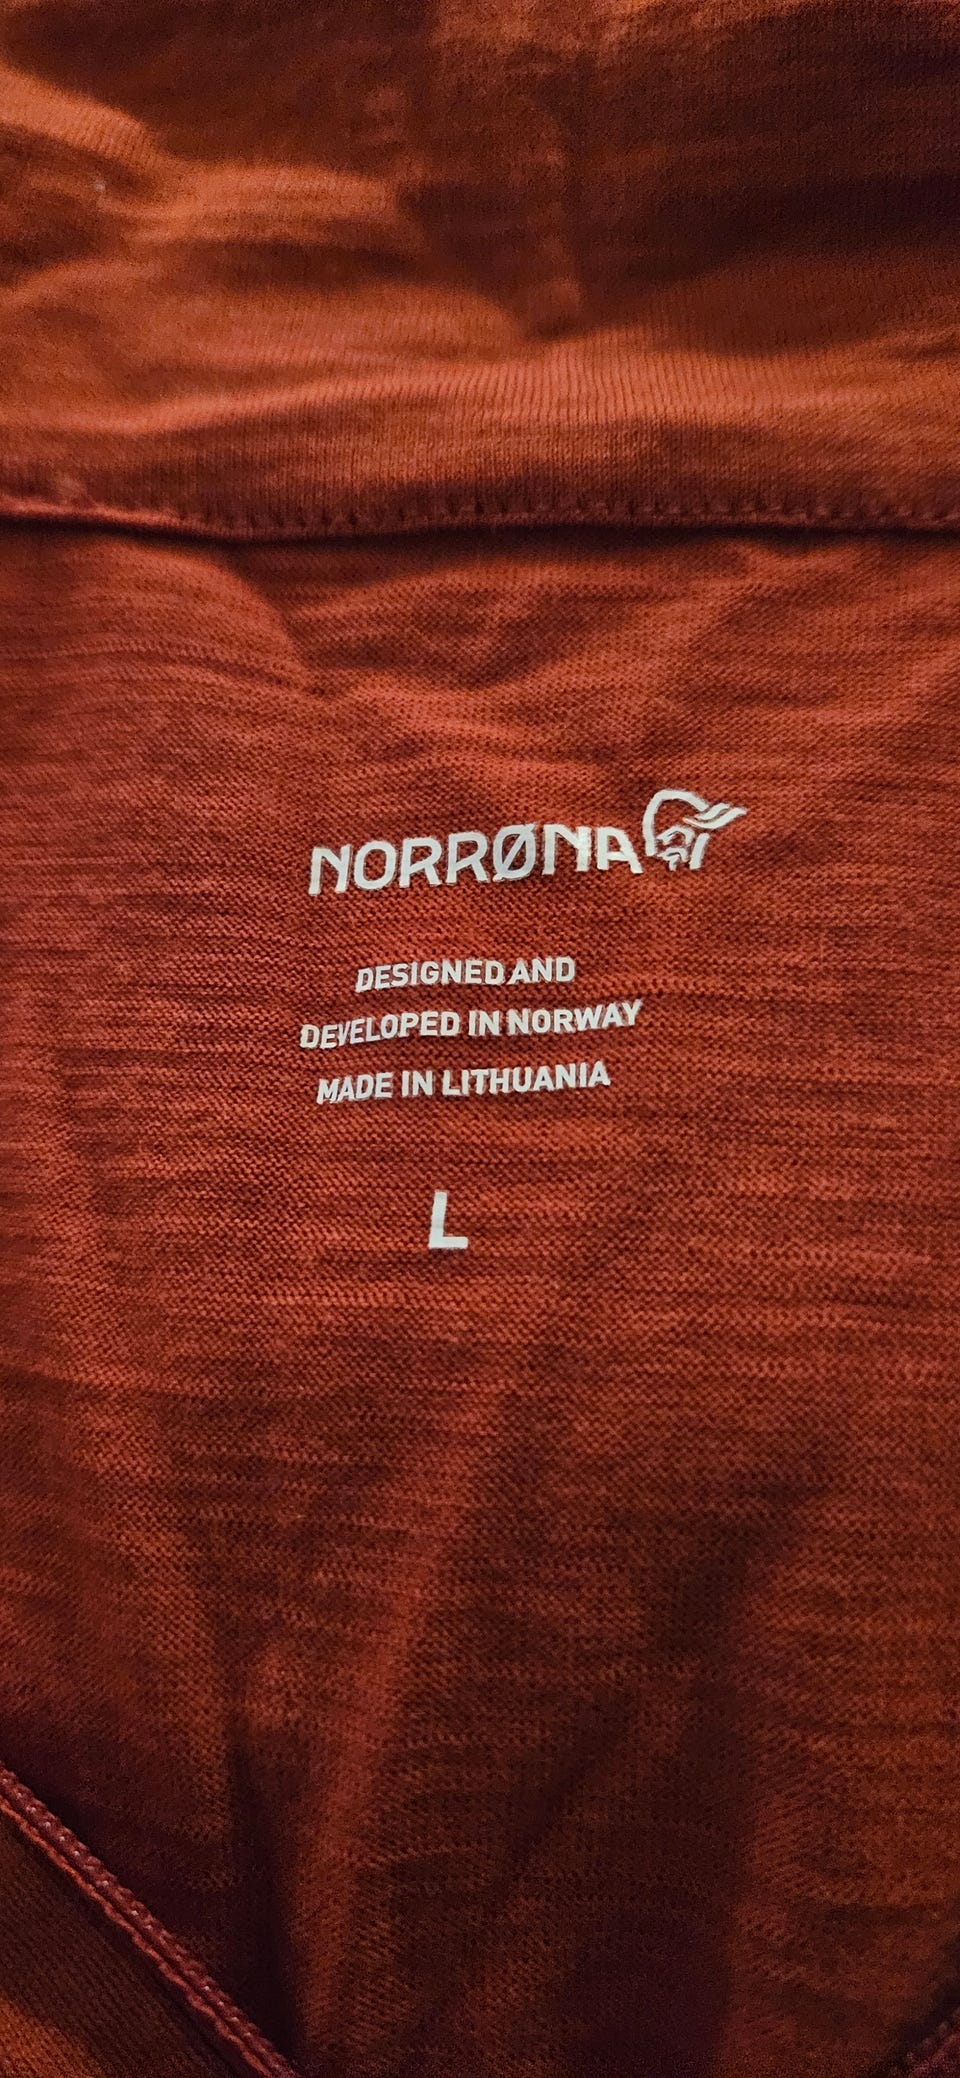 NORRØNA
DESIGNED AND
DEVELOPED IN NORWAY
MADE IN LITHUANIA
L